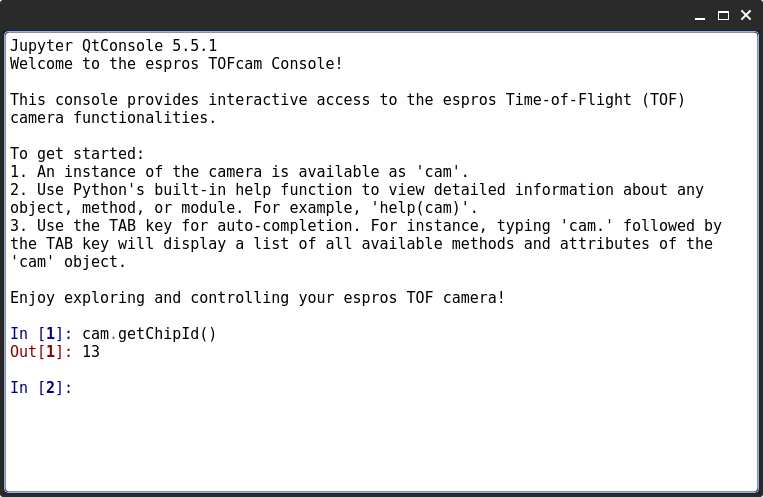 Jupyter QtConsole 5.5.1
Welcome to the espros TOFcam Console!
This console provides interactive access to the espros Time-of-Flight (TOF)
camera functionalities.
To get started:
1. An instance of the camera is available as 'cam'.
2. Use Python's built-in help function to view detailed information about any
object, method, or module. For example, 'help(cam)'.
3. Use the TAB key for auto-completion. For instance, typing 'cam.' followed by
the TAB key will display a list of all available methods and attributes of the
'cam' object.
Enjoy exploring and controlling your espros TOF camera!
In [1]: cam.getChipId()
Out[1]: 13
In [2]: